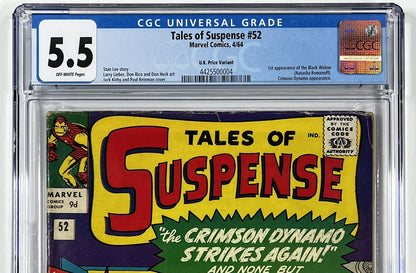 CGC UNIVERSAL GRADE
5.5
OFF-WHITE Pages
Tales of Suspense #52
Marvel Comics, 4/64
U.K. Price Variant
Stan Lee story
Larry Lieber, Don Rico and Don Heck art
Jack Kirby and Paul Reinman cover
4425500004
1st appearance of the Black Widow
(Natasha Romanoff).
Crimson Dynamo appearance.
CGC
TALES OF
SUSPENSE
IND.
APPROVED
BY THE
COMICS
CODE
AUTHORITY
MARVEL
COMICS
GROUP
9d
52
"the CRIMSON DYNAMO
STRIKES AGAIN!"
AND NONE BUT